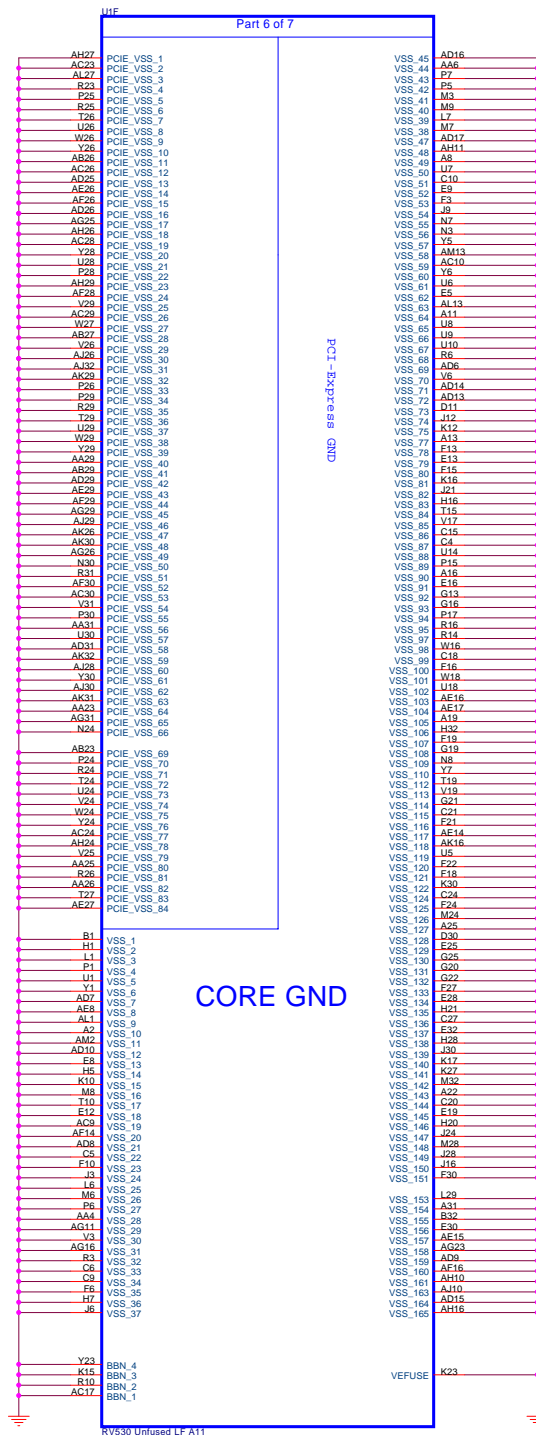 U1F
Part 6 of 7
AH27 PCIE_VSS_1
AC23 PCIE_VSS_2
AL27 PCIE_VSS_3
R23 PCIE_VSS_4
P25 PCIE_VSS_5
R25 PCIE_VSS_6
T26 PCIE_VSS_7
U26 PCIE_VSS_8
W26 PCIE_VSS_9
Y26 PCIE_VSS_10
AB26 PCIE_VSS_11
AC26 PCIE_VSS_12
AD25 PCIE_VSS_13
AE26 PCIE_VSS_14
AF26 PCIE_VSS_15
AD26 PCIE_VSS_16
AG25 PCIE_VSS_17
AH26 PCIE_VSS_18
AC28 PCIE_VSS_19
Y28 PCIE_VSS_20
U28 PCIE_VSS_21
P28 PCIE_VSS_22
AH29 PCIE_VSS_23
AF28 PCIE_VSS_24
V29 PCIE_VSS_25
AC29 PCIE_VSS_26
W27 PCIE_VSS_27
AB27 PCIE_VSS_28
V26 PCIE_VSS_29
AJ26 PCIE_VSS_30
AJ32 PCIE_VSS_31
AK29 PCIE_VSS_32
P26 PCIE_VSS_33
P29 PCIE_VSS_34
R29 PCIE_VSS_35
T29 PCIE_VSS_36
U29 PCIE_VSS_37
W29 PCIE_VSS_38
Y29 PCIE_VSS_39
AA29 PCIE_VSS_40
AB29 PCIE_VSS_41
AD29 PCIE_VSS_42
AE29 PCIE_VSS_43
AF29 PCIE_VSS_44
AG29 PCIE_VSS_45
AJ29 PCIE_VSS_46
AK26 PCIE_VSS_47
AK30 PCIE_VSS_48
AG26 PCIE_VSS_49
N30 PCIE_VSS_50
R31 PCIE_VSS_51
AF30 PCIE_VSS_52
AC30 PCIE_VSS_53
V31 PCIE_VSS_54
P30 PCIE_VSS_55
AA31 PCIE_VSS_56
U30 PCIE_VSS_57
AD31 PCIE_VSS_58
AK32 PCIE_VSS_59
AJ28 PCIE_VSS_60
Y30 PCIE_VSS_61
AJ30 PCIE_VSS_62
AK31 PCIE_VSS_63
AA23 PCIE_VSS_64
AG31 PCIE_VSS_65
N24 PCIE_VSS_66
AB23 PCIE_VSS_69
P24 PCIE_VSS_70
R24 PCIE_VSS_71
T24 PCIE_VSS_72
U24 PCIE_VSS_73
V24 PCIE_VSS_74
W24 PCIE_VSS_75
Y24 PCIE_VSS_76
AC24 PCIE_VSS_77
AH24 PCIE_VSS_78
V25 PCIE_VSS_79
AA25 PCIE_VSS_80
R26 PCIE_VSS_81
AA26 PCIE_VSS_82
T27 PCIE_VSS_83
AE27 PCIE_VSS_84
B1 VSS_1
H1 VSS_2
L1 VSS_3
P1 VSS_4
U1 VSS_5
Y1 VSS_6
AD7 VSS_7
AE8 VSS_8
AL1 VSS_9
A2 VSS_10
AM2 VSS_11
AD10 VSS_12
E8 VSS_13
H5 VSS_14
K10 VSS_15
M8 VSS_16
T10 VSS_17
E12 VSS_18
AC9 VSS_19
AF14 VSS_20
AD8 VSS_21
C5 VSS_22
F10 VSS_23
J3 VSS_24
L6 VSS_25
M6 VSS_26
P6 VSS_27
AA4 VSS_28
AG11 VSS_29
V3 VSS_30
AG16 VSS_31
R3 VSS_32
C6 VSS_33
C9 VSS_34
F6 VSS_35
H7 VSS_36
J6 VSS_37
Y23 BBN_4
K15 BBN_3
R10 BBN_2
AC17 BBN_1
PCI-Express GND
CORE GND
VSS_45 AD16
VSS_44 AA6
VSS_43 P7
VSS_42 P5
VSS_41 M3
VSS_40 M9
VSS_39 L7
VSS_38 M7
VSS_47 AD17
VSS_48 AH11
VSS_49 A8
VSS_50 U7
VSS_51 C10
VSS_52 E9
VSS_53 F3
VSS_54 J9
VSS_55 N7
VSS_56 N3
VSS_57 Y5
VSS_58 AM13
VSS_59 AC10
VSS_60 Y6
VSS_61 U6
VSS_62 E5
VSS_63 AL13
VSS_64 A11
VSS_65 U8
VSS_66 U9
VSS_67 U10
VSS_68 R6
VSS_69 AD6
VSS_70 V6
VSS_71 AD14
VSS_72 AD13
VSS_73 D11
VSS_74 J12
VSS_75 K12
VSS_77 A13
VSS_78 F13
VSS_79 E13
VSS_80 F15
VSS_81 K16
VSS_82 J21
VSS_83 H16
VSS_84 T15
VSS_85 V17
VSS_86 C15
VSS_87 C4
VSS_88 U14
VSS_89 P15
VSS_90 A16
VSS_91 E16
VSS_92 G13
VSS_93 G16
VSS_94 P17
VSS_95 R16
VSS_97 R14
VSS_98 W16
VSS_99 C18
VSS_100 F16
VSS_101 W18
VSS_102 U18
VSS_103 AE16
VSS_104 AE17
VSS_105 A19
VSS_106 H32
VSS_107 F19
VSS_108 G19
VSS_109 N8
VSS_110 Y7
VSS_112 T19
VSS_113 V19
VSS_114 G21
VSS_115 C21
VSS_116 F21
VSS_117 AE14
VSS_118 AK16
VSS_119 U5
VSS_120 F22
VSS_121 F18
VSS_122 K30
VSS_124 C24
VSS_125 F24
VSS_126 M24
VSS_127 A25
VSS_128 D30
VSS_129 E25
VSS_130 G25
VSS_131 G20
VSS_132 G22
VSS_133 F27
VSS_134 E28
VSS_135 H21
VSS_136 C27
VSS_137 E32
VSS_138 H28
VSS_139 J30
VSS_140 K17
VSS_141 K27
VSS_142 M32
VSS_143 A22
VSS_144 C20
VSS_145 E19
VSS_146 H20
VSS_147 J24
VSS_148 M28
VSS_149 J28
VSS_150 J16
VSS_151 F30
VSS_153 L29
VSS_154 A31
VSS_155 B32
VSS_156 E30
VSS_157 AE15
VSS_158 AG23
VSS_159 AD9
VSS_160 AF16
VSS_161 AH10
VSS_163 AJ10
VSS_164 AD15
VSS_165 AH16
VEFUSE K23
RV530 Unfused LF A11